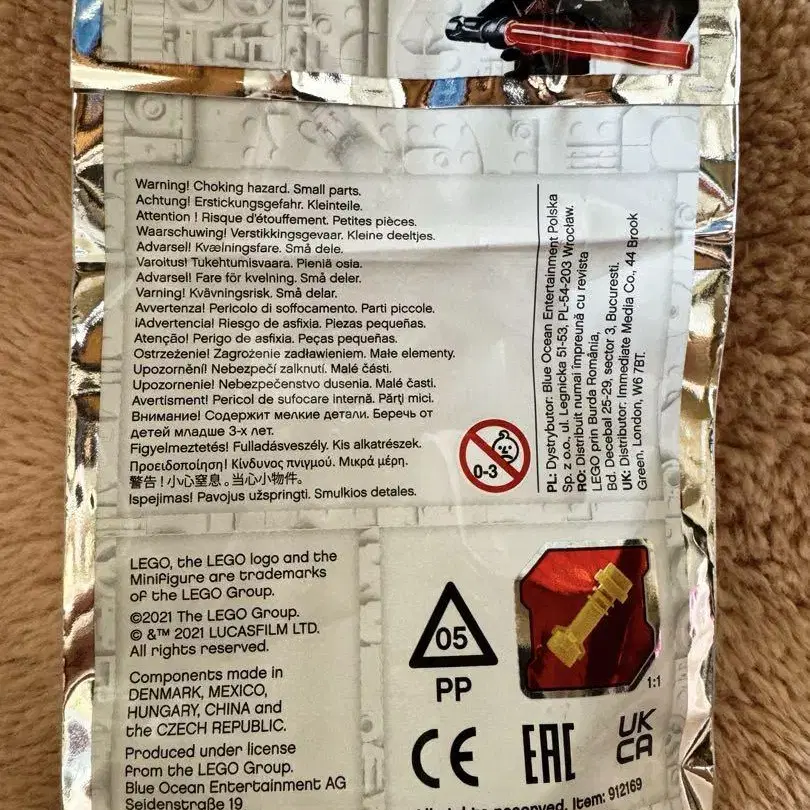 Warning! Choking hazard. Small parts.
Achtung! Erstickungsgefahr. Kleinteile.
Attention ! Risque d'étouffement. Petites pièces.
Waarschuwing! Verstikkingsgevaar. Kleine deeltjes.
Advarsel! Kvælningsfare. Små dele.
Varoitus! Tukehtumisvaara. Pieniä osia.
Advarsel! Fare för kvelning. Små deler.
Varning! Kvävningsrisk. Små delar.
Avvertenza! Pericolo di soffocamento. Parti piccole.
¡Advertencia! Riesgo de asfixia. Piezas pequeñas.
Atenção! Perigo de asfixia. Peças pequenas.
Ostrzeżenie! Zagrożenie zadławieniem. Małe elementy.
Upozornění! Nebezpečí zalknutí. Malé části.
Upozornenie! Nebezpečenstvo dusenia. Malé časti.
Avertisment! Pericol de sufocare internă. Părţi mici.
Внимание! Содержит мелкие детали. Беречь от
детей младше 3-х лет.
Figyelmeztetés! Fulladásveszély. Kis alkatrészek.
Προειδοποίηση! Κίνδυνος πνιγμού. Μικρά μέρη.
警告!小心窒息。当心小物件。
Įspėjimas! Pavojus užspringti. Smulkios detales.
0-3
PL: Dystrybutor: Blue Ocean Entertainment Polska
Sp. z o.o., ul. Legnicka 51-53, PL-54-203 Wrocław.
RO: Distribuit numai împreună cu revista
LEGO prin Burda România,
Bd. Decebal 25-29, sector 3, Bucureşti.
UK: Distributor: Immediate Media Co., 44 Brook
Green, London, W6 7BT.
LEGO, the LEGO logo and the
Minifigure are trademarks
of the LEGO Group.
©2021 The LEGO Group.
© &™ 2021 LUCASFILM LTD.
All rights reserved.
Components made in
DENMARK, MEXICO,
HUNGARY, CHINA and
the CZECH REPUBLIC.
Produced under license
from the LEGO Group.
Blue Ocean Entertainment AG
Seidenstraße 19
05
PP
1:1
CE
EAC
UK
CA
All rights reserved. Item: 912169